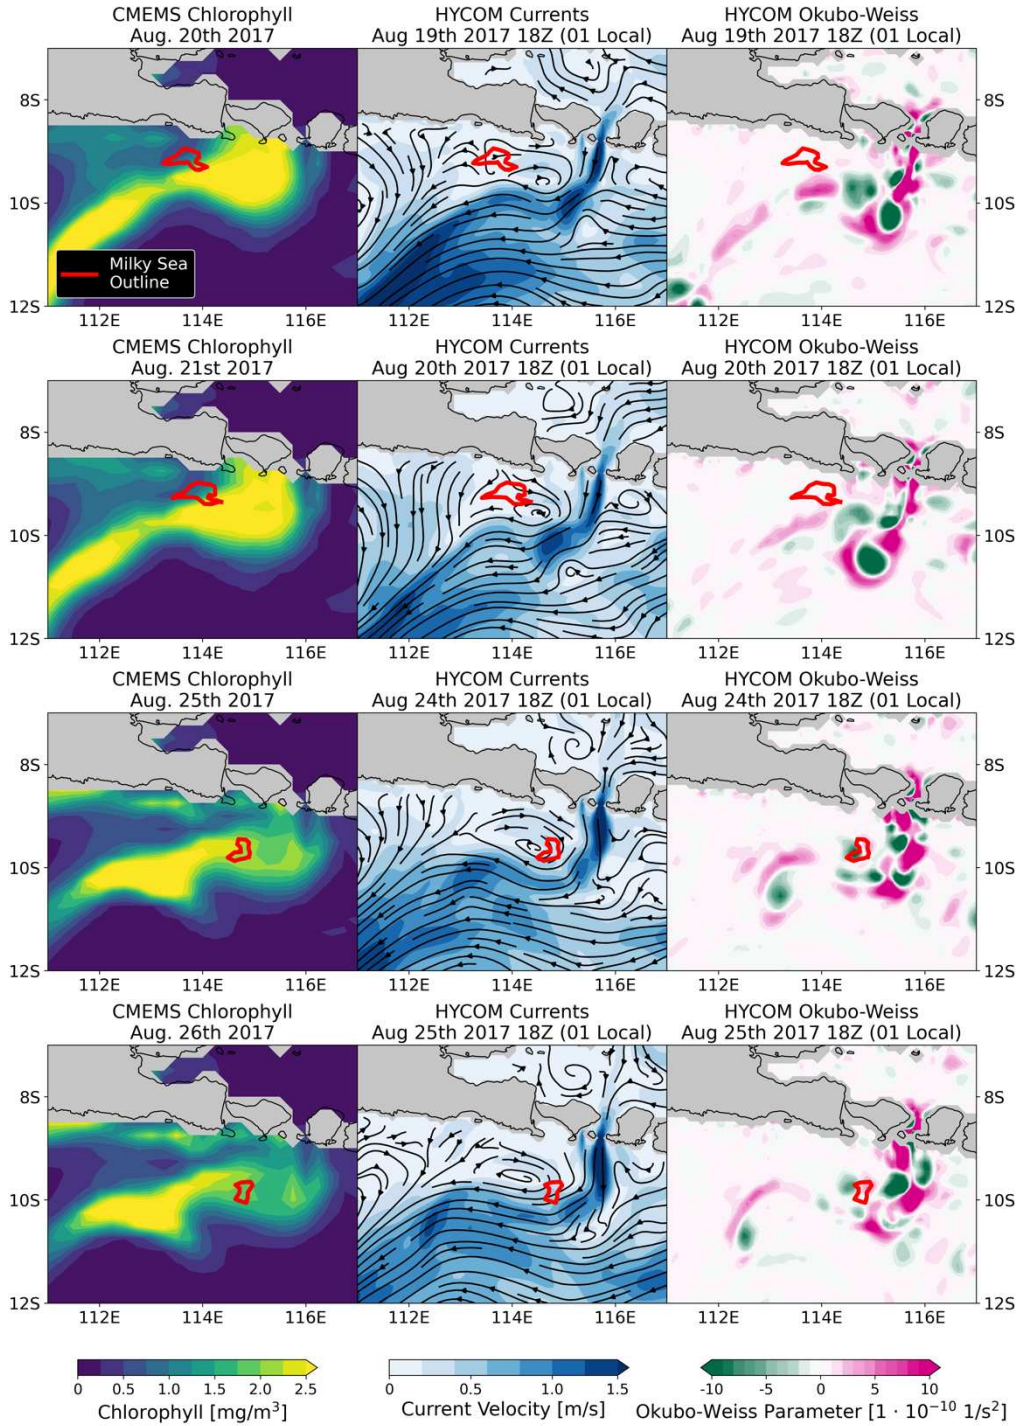 CMEMS Chlorophyll
Aug. 20th 2017
HYCOM Currents
Aug 19th 2017 18Z (01 Local)
HYCOM Okubo-Weiss
Aug 19th 2017 18Z (01 Local)
8S
10S
12S
8S
10S
12S
Milky Sea
Outline
112E 114E 116E
112E 114E 116E
112E 114E 116E
CMEMS Chlorophyll
Aug. 21st 2017
HYCOM Currents
Aug 20th 2017 18Z (01 Local)
HYCOM Okubo-Weiss
Aug 20th 2017 18Z (01 Local)
8S
10S
12S
8S
10S
12S
112E 114E 116E
112E 114E 116E
112E 114E 116E
CMEMS Chlorophyll
Aug. 25th 2017
HYCOM Currents
Aug 24th 2017 18Z (01 Local)
HYCOM Okubo-Weiss
Aug 24th 2017 18Z (01 Local)
8S
10S
12S
8S
10S
12S
112E 114E 116E
112E 114E 116E
112E 114E 116E
CMEMS Chlorophyll
Aug. 26th 2017
HYCOM Currents
Aug 25th 2017 18Z (01 Local)
HYCOM Okubo-Weiss
Aug 25th 2017 18Z (01 Local)
8S
10S
12S
8S
10S
12S
112E 114E 116E
112E 114E 116E
112E 114E 116E
0 0.5 1.0 1.5 2.0 2.5
Chlorophyll [mg/m³]
0 0.5 1.0 1.5
Current Velocity [m/s]
-10 -5 0 5 10
Okubo-Weiss Parameter [1 · 10⁻¹⁰ 1/s²]